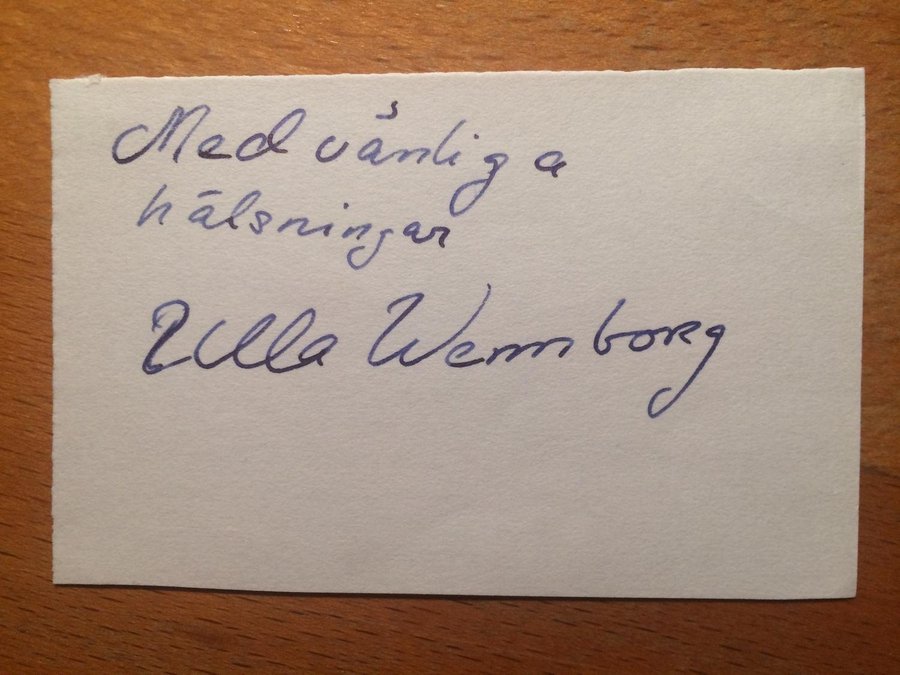 Med vänliga
hälsningar
Ulla Wennborg